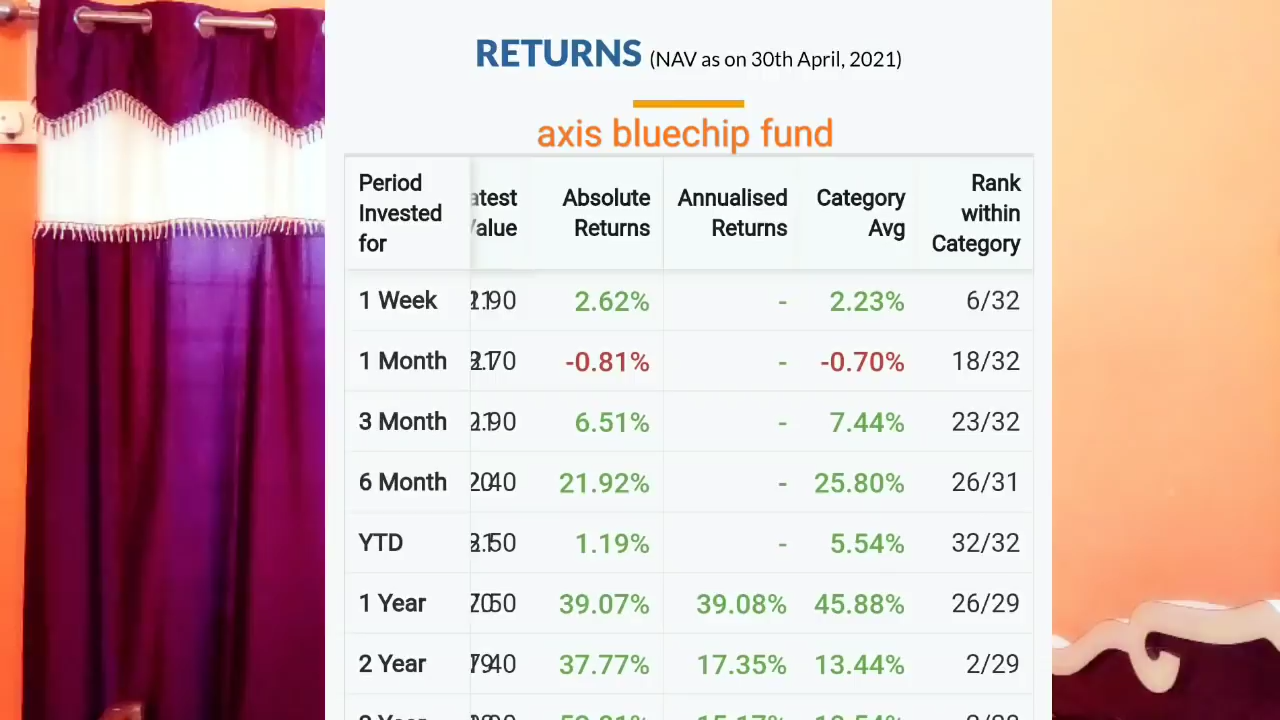 RETURNS (NAV as on 30th April, 2021)
axis bluechip fund
Period Invested for Absolute Returns Annualised Returns Category Avg Rank within Category
1 Week 2.62% - 2.23% 6/32
1 Month -0.81% - -0.70% 18/32
3 Month 6.51% - 7.44% 23/32
6 Month 21.92% - 25.80% 26/31
YTD 1.19% - 5.54% 32/32
1 Year 39.07% 39.08% 45.88% 26/29
2 Year 37.77% 17.35% 13.44% 2/29